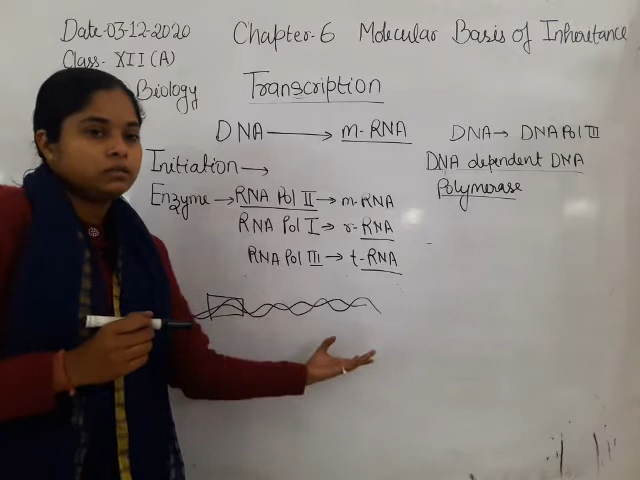 Date-03-12-2020
Chapter-6 Molecular Basis of Inheritance
Class- XII (A)
Biology
Transcription
DNA → m-RNA
Initiation →
Enzyme → RNA Pol II → m-RNA
RNA Pol I → r-RNA
RNA Pol III → t-RNA
DNA → DNA Pol III
DNA dependent DNA
Polymerase